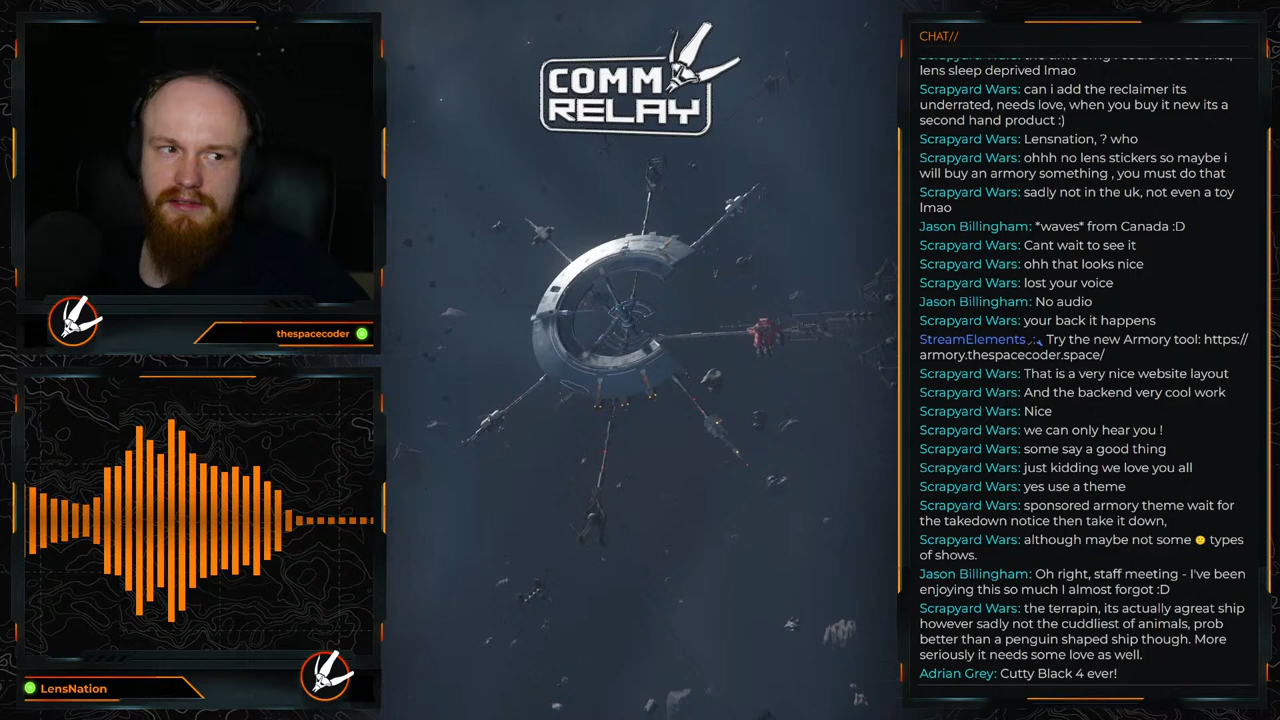 COMM
RELAY
thespacecoder
LensNation
CHAT//
lens sleep deprived lmao
Scrapyard Wars: can i add the reclaimer its
underrated, needs love, when you buy it new its a
second hand product :)
Scrapyard Wars: Lensnation, ? who
Scrapyard Wars: ohhh no lens stickers so maybe i
will buy an armory something , you must do that
Scrapyard Wars: sadly not in the uk, not even a toy
lmao
Jason Billingham: *waves* from Canada :D
Scrapyard Wars: Cant wait to see it
Scrapyard Wars: ohh that looks nice
Scrapyard Wars: lost your voice
Jason Billingham: No audio
Scrapyard Wars: your back it happens
StreamElements Try the new Armory tool: https://
armory.thespacecoder.space/
Scrapyard Wars: That is a very nice website layout
Scrapyard Wars: And the backend very cool work
Scrapyard Wars: Nice
Scrapyard Wars: we can only hear you !
Scrapyard Wars: some say a good thing
Scrapyard Wars: just kidding we love you all
Scrapyard Wars: yes use a theme
Scrapyard Wars: sponsored armory theme wait for
the takedown notice then take it down,
Scrapyard Wars: although maybe not some 🙂 types
of shows.
Jason Billingham: Oh right, staff meeting - I've been
enjoying this so much I almost forgot :D
Scrapyard Wars: the terrapin, its actually agreat ship
however sadly not the cuddliest of animals, prob
better than a penguin shaped ship though. More
seriously it needs some love as well.
Adrian Grey: Cutty Black 4 ever!